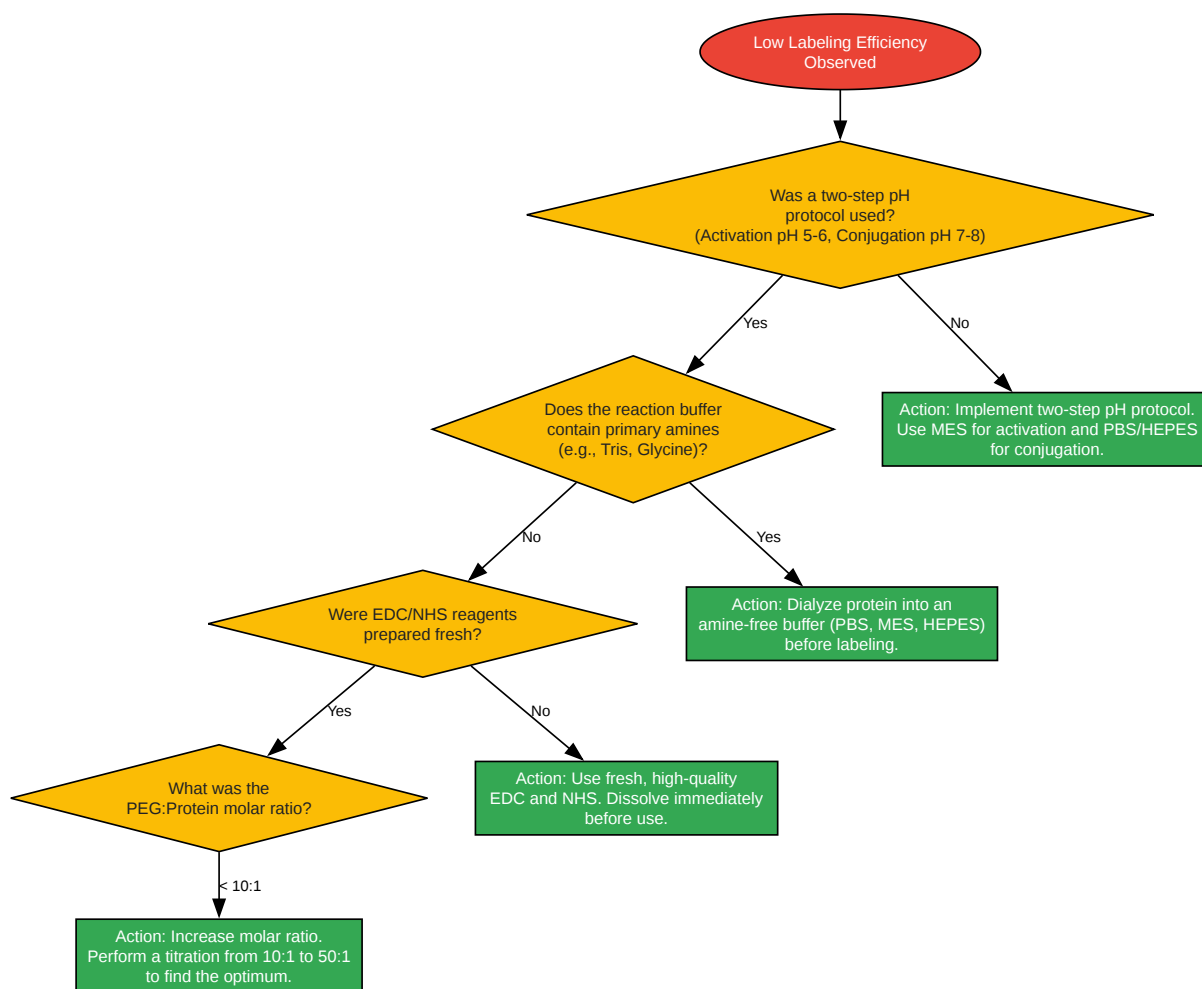 Low Labeling Efficiency
Observed
Was a two-step pH
protocol used?
(Activation pH 5-6, Conjugation pH 7-8)
Yes
No
Does the reaction buffer
contain primary amines
(e.g., Tris, Glycine)?
Action: Implement two-step pH protocol.
Use MES for activation and PBS/HEPES
for conjugation.
No
Yes
Were EDC/NHS reagents
prepared fresh?
Action: Dialyze protein into an
amine-free buffer (PBS, MES, HEPES)
before labeling.
Yes
No
What was the
PEG:Protein molar ratio?
Action: Use fresh, high-quality
EDC and NHS. Dissolve immediately
before use.
< 10:1
Action: Increase molar ratio.
Perform a titration from 10:1 to 50:1
to find the optimum.